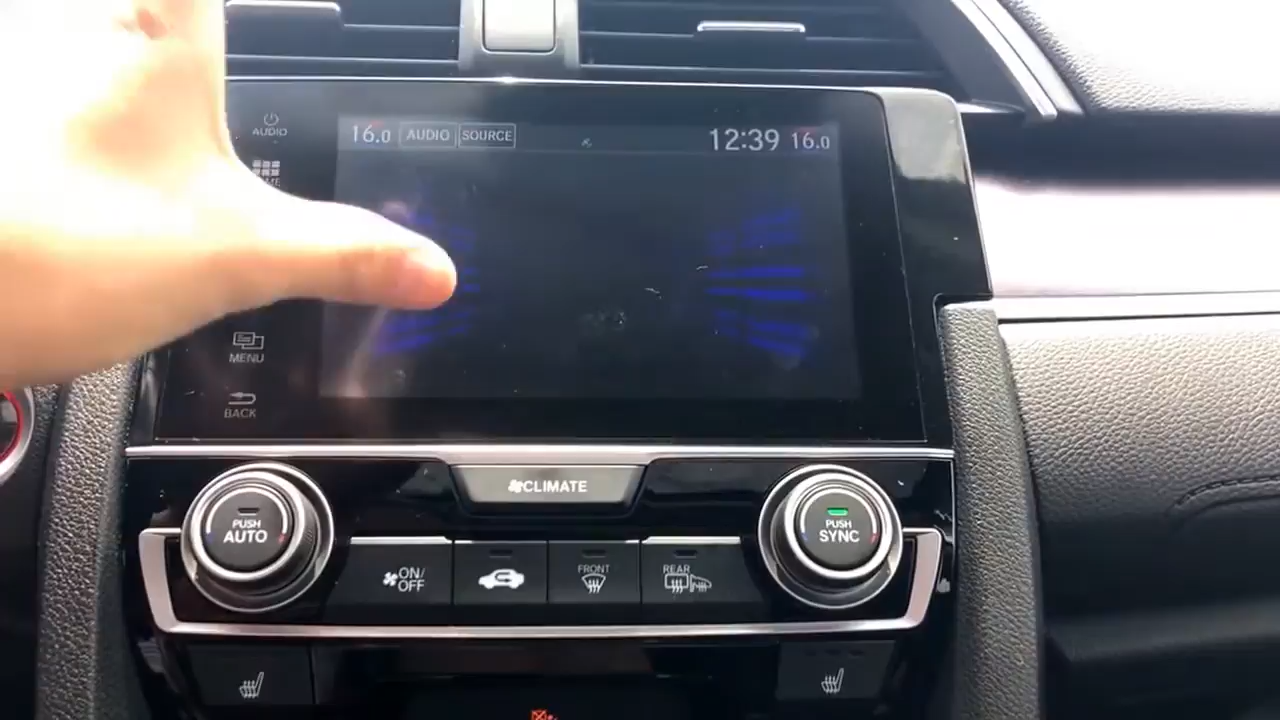 AUDIO
16.0 AUDIO SOURCE 12:39 16.0
MENU
BACK
CLIMATE
PUSH
AUTO
PUSH
SYNC
ON/
OFF
FRONT
REAR